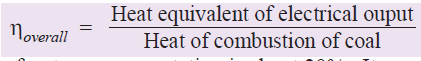 η_overall = Heat equivalent of electrical ouput / Heat of combustion of coal